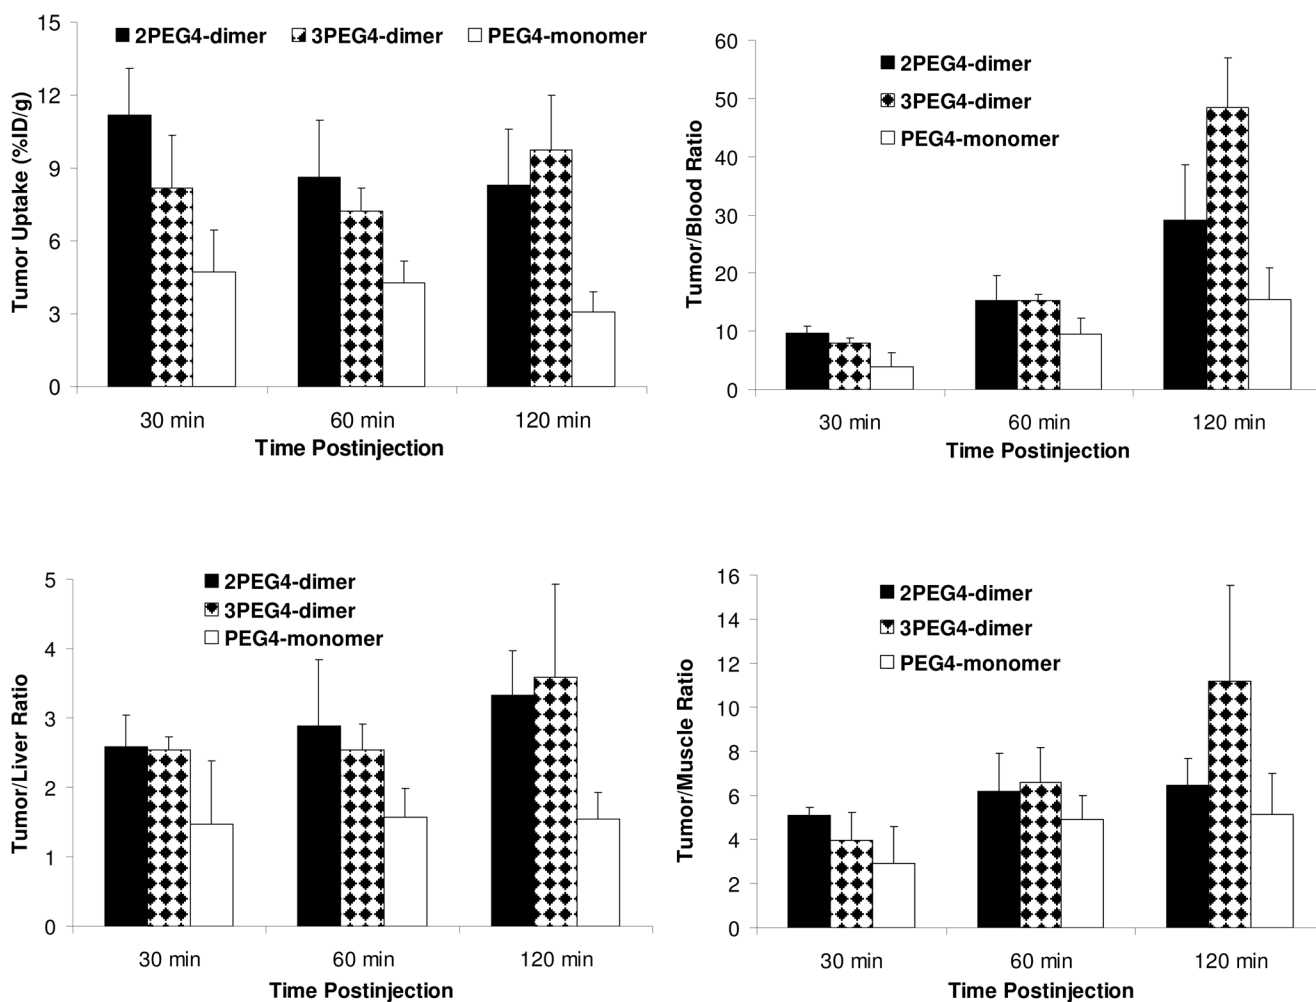 Tumor Uptake (%ID/g)
15
12
9
6
3
0
2PEG4-dimer 3PEG4-dimer PEG4-monomer
30 min 60 min 120 min
Time Postinjection
Tumor/Blood Ratio
60
50
40
30
20
10
0
2PEG4-dimer
3PEG4-dimer
PEG4-monomer
30 min 60 min 120 min
Time Postinjection
Tumor/Liver Ratio
5
4
3
2
1
0
2PEG4-dimer
3PEG4-dimer
PEG4-monomer
30 min 60 min 120 min
Time Postinjection
Tumor/Muscle Ratio
16
14
12
10
8
6
4
2
0
2PEG4-dimer
3PEG4-dimer
PEG4-monomer
30 min 60 min 120 min
Time Postinjection